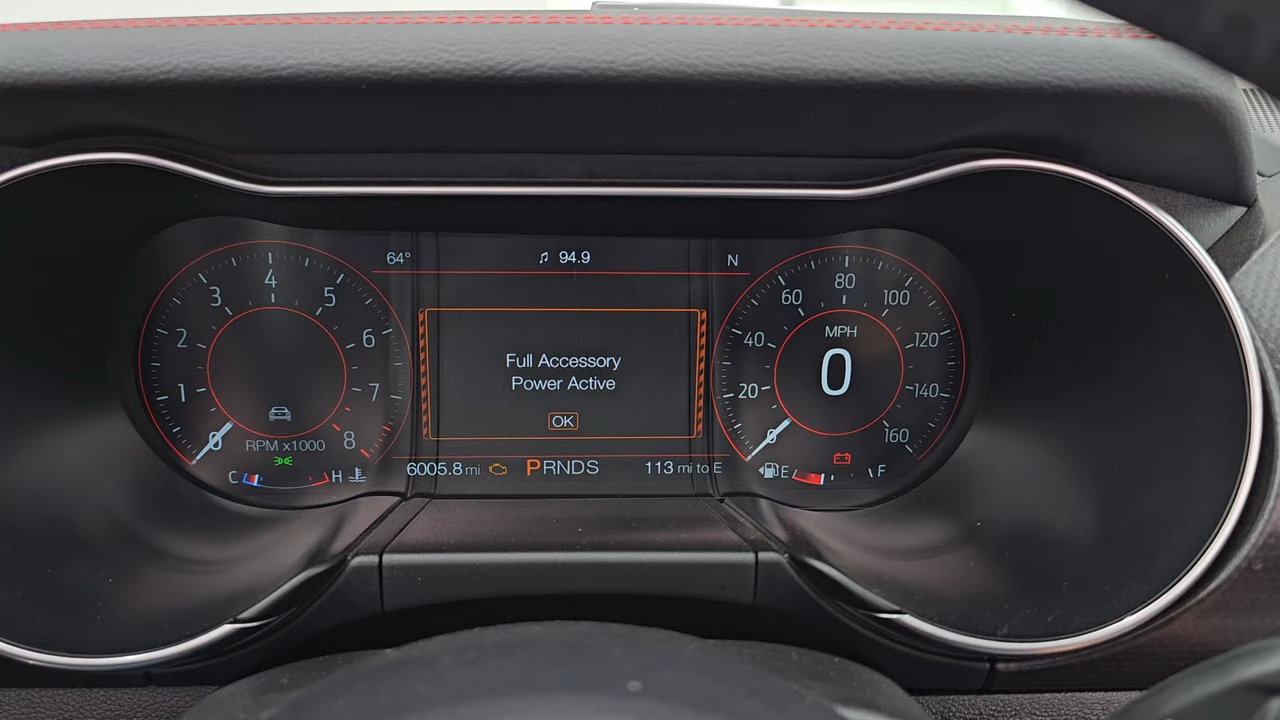 64°
94.9
N
0
1
2
3
4
5
6
7
8
RPM x1000
C
H
Full Accessory
Power Active
OK
6005.8 mi
PRNDS
113 mi to E
0
20
40
60
80
100
120
140
160
MPH
0
E
F